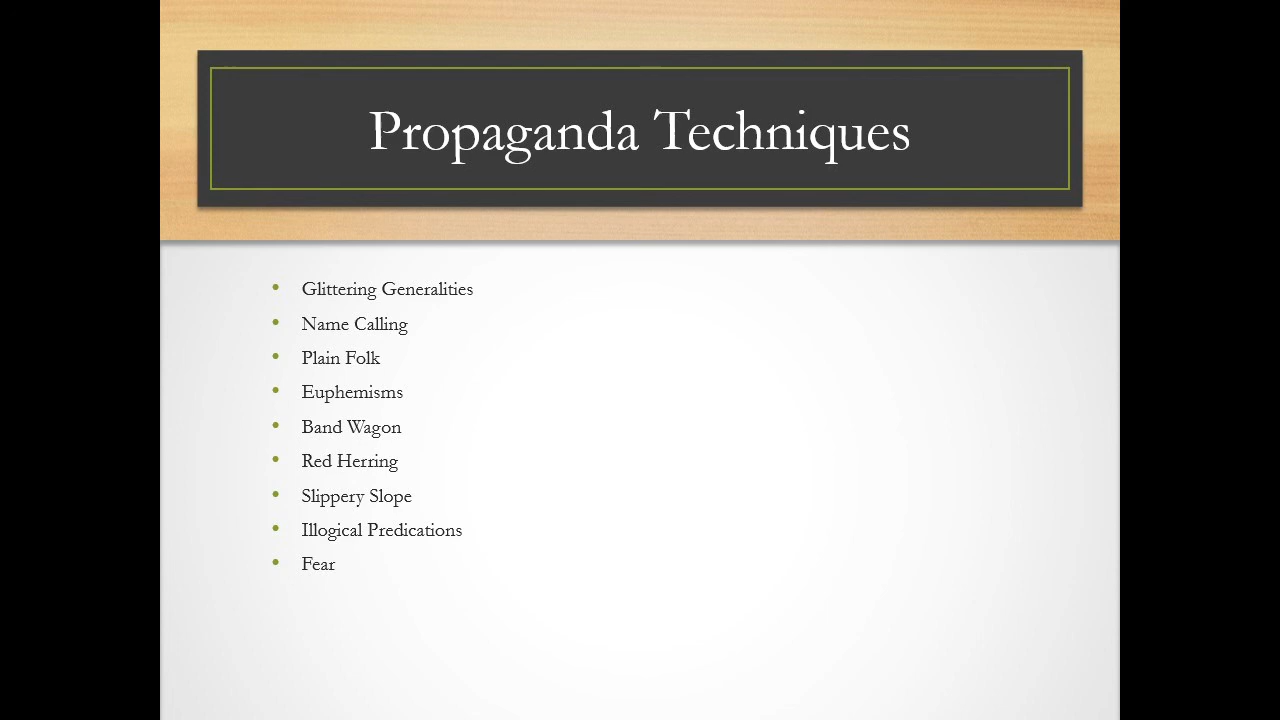 Propaganda Techniques
• Glittering Generalities
• Name Calling
• Plain Folk
• Euphemisms
• Band Wagon
• Red Herring
• Slippery Slope
• Illogical Predications
• Fear